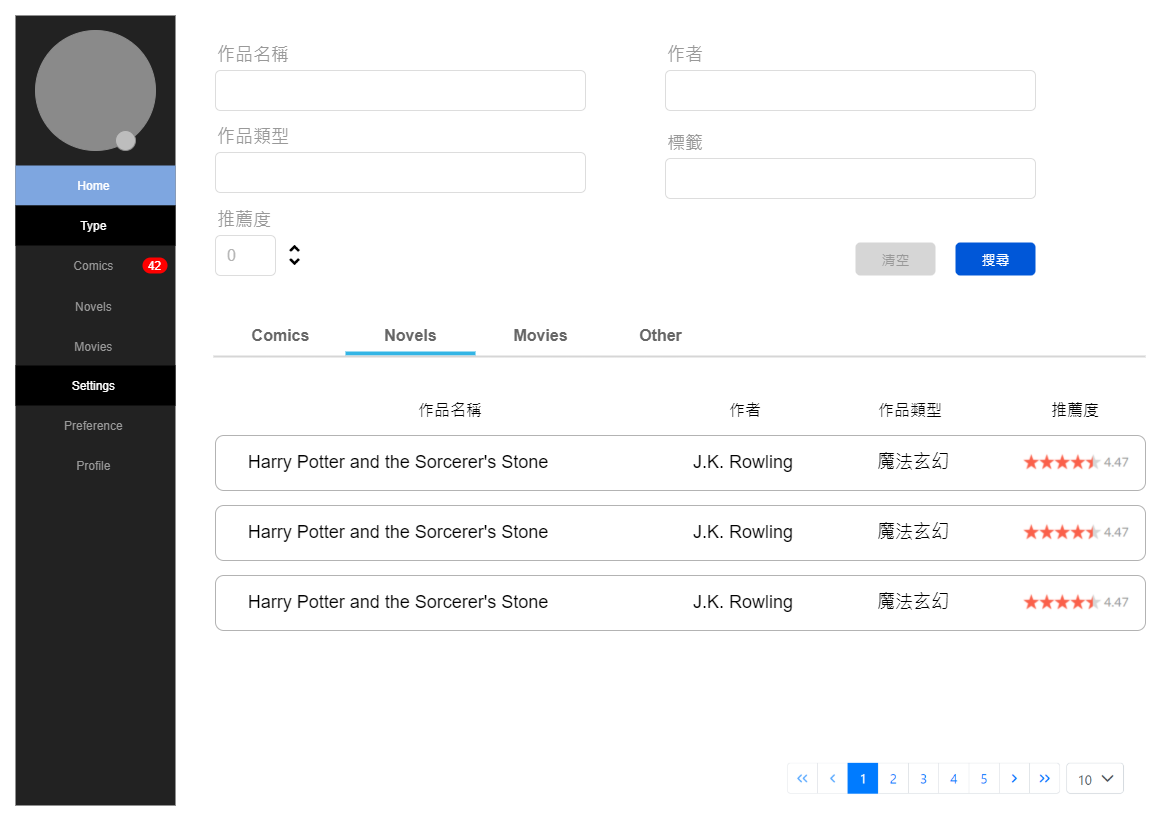 Home
Type
Comics 42
Novels
Movies
Settings
Preference
Profile
作品名稱
作者
作品類型
標籤
推薦度
0
清空
搜尋
Comics Novels Movies Other
作品名稱 作者 作品類型 推薦度
Harry Potter and the Sorcerer's Stone J.K. Rowling 魔法玄幻 4.47
Harry Potter and the Sorcerer's Stone J.K. Rowling 魔法玄幻 4.47
Harry Potter and the Sorcerer's Stone J.K. Rowling 魔法玄幻 4.47
« ‹ 1 2 3 4 5 › » 10